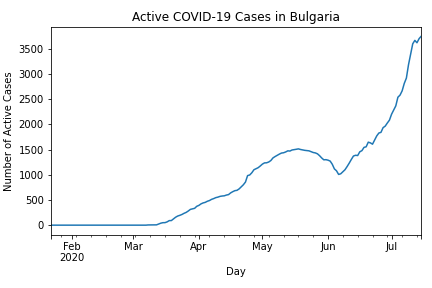 Active COVID-19 Cases in Bulgaria
Number of Active Cases
3500
3000
2500
2000
1500
1000
500
0
Feb
2020
Mar
Apr
May
Jun
Jul
Day